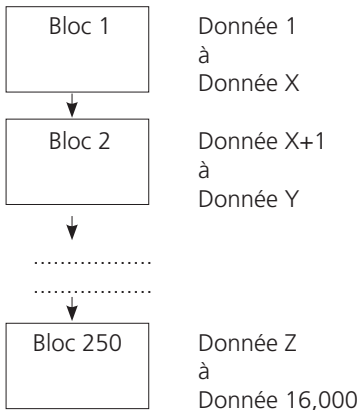 Bloc 1
Donnée 1
à
Donnée X
Bloc 2
Donnée X+1
à
Donnée Y
..................
..................
Bloc 250
Donnée Z
à
Donnée 16,000